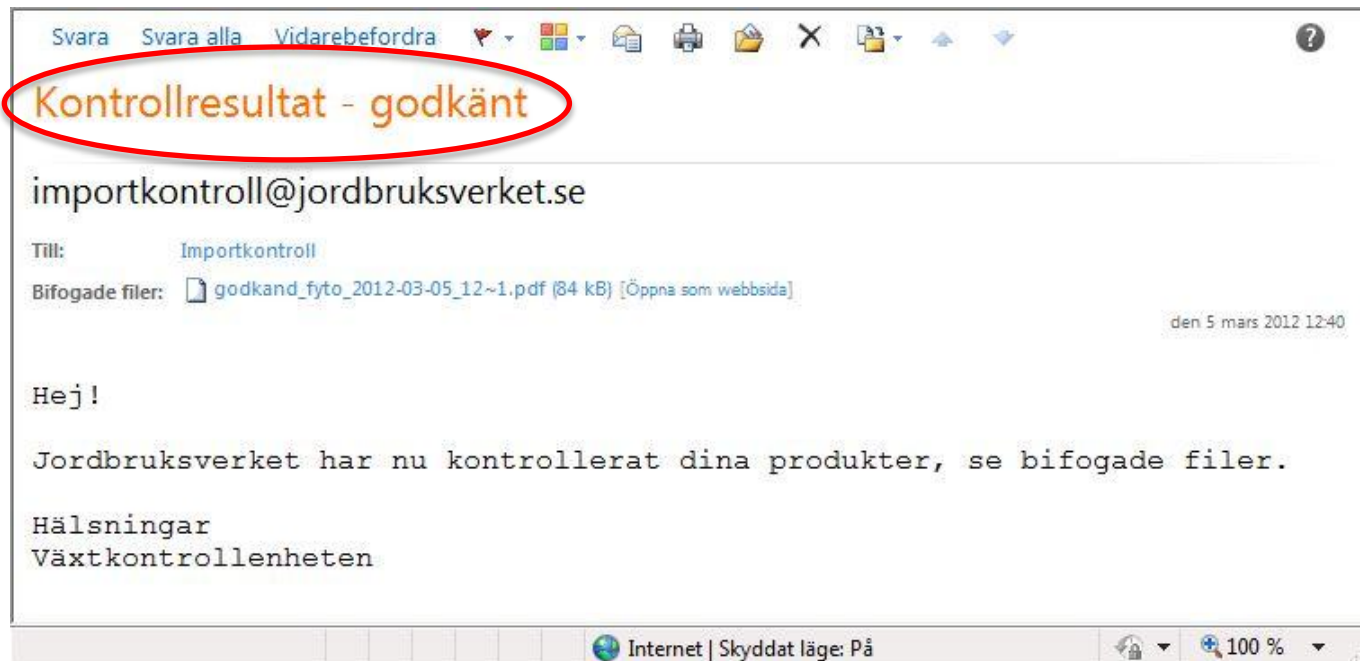 Svara Svara alla Vidarebefordra
Kontrollresultat - godkänt
importkontroll@jordbruksverket.se
Till: Importkontroll
Bifogade filer: godkand_fyto_2012-03-05_12~1.pdf (84 kB) [Öppna som webbsida]
den 5 mars 2012 12:40
Hej!
Jordbruksverket har nu kontrollerat dina produkter, se bifogade filer.
Hälsningar
Växtkontrollenheten
Internet | Skyddat läge: På 100 %